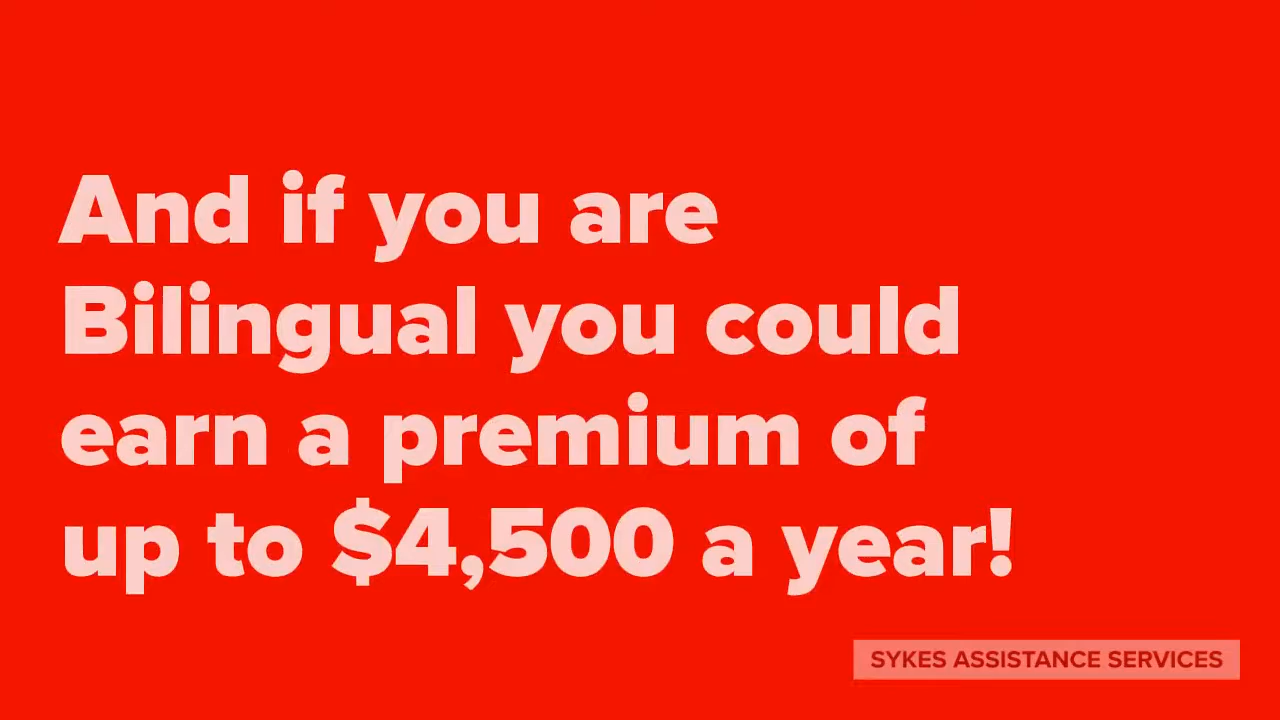 And if you are
Bilingual you could
earn a premium of
up to $4,500 a year!
SYKES ASSISTANCE SERVICES